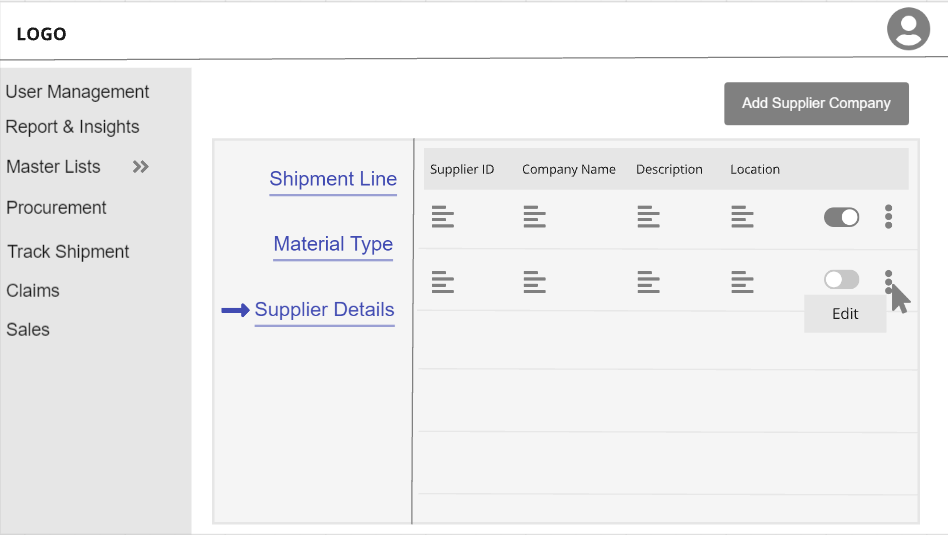 LOGO
User Management
Report & Insights
Master Lists
Procurement
Track Shipment
Claims
Sales
Add Supplier Company
Shipment Line
Material Type
Supplier Details
Supplier ID Company Name Description Location
Edit